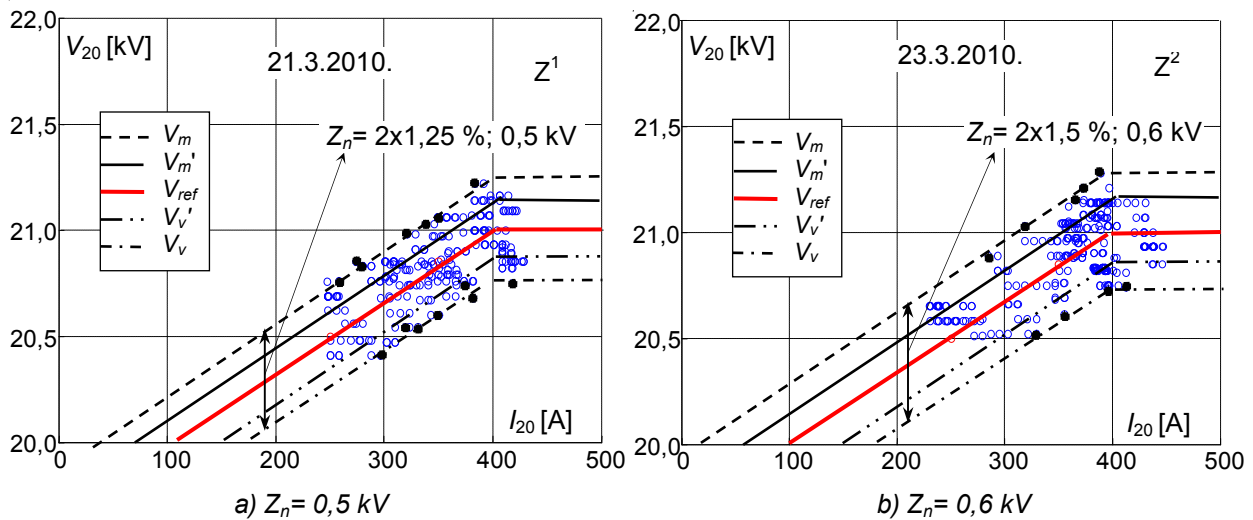 22,0
V20 [kV]
21.3.2010.
Z1
21,5
Vm
Zn= 2x1,25 %; 0,5 kV
Vm'
Vref
Vv'
21,0
Vv
20,5
I20 [A]
20,0
0 100 200 300 400 500
a) Zn= 0,5 kV
22,0
V20 [kV]
23.3.2010.
Z2
21,5
Vm
Zn= 2x1,5 %; 0,6 kV
Vm'
Vref
Vv'
21,0
Vv
20,5
I20 [A]
20,0
0 100 200 300 400 500
b) Zn= 0,6 kV